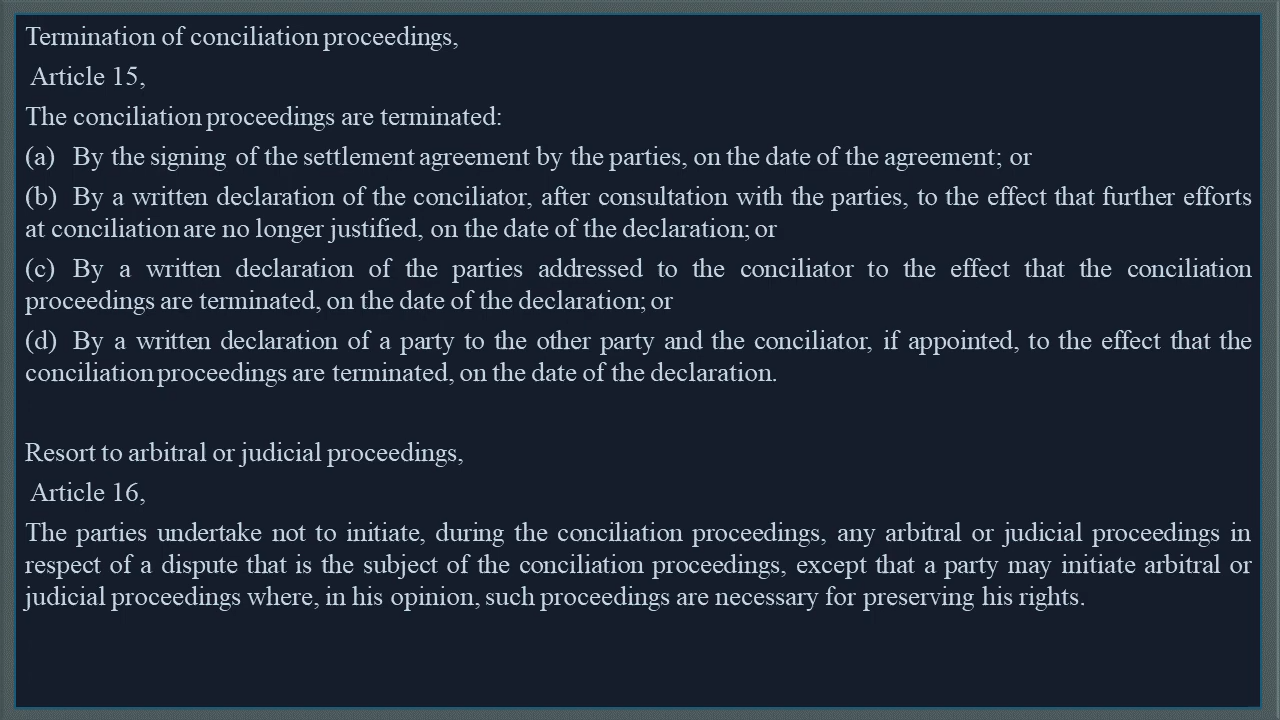 Termination of conciliation proceedings,
Article 15,
The conciliation proceedings are terminated:
(a) By the signing of the settlement agreement by the parties, on the date of the agreement; or
(b) By a written declaration of the conciliator, after consultation with the parties, to the effect that further efforts
at conciliation are no longer justified, on the date of the declaration; or
(c) By a written declaration of the parties addressed to the conciliator to the effect that the conciliation
proceedings are terminated, on the date of the declaration; or
(d) By a written declaration of a party to the other party and the conciliator, if appointed, to the effect that the
conciliation proceedings are terminated, on the date of the declaration.
Resort to arbitral or judicial proceedings,
Article 16,
The parties undertake not to initiate, during the conciliation proceedings, any arbitral or judicial proceedings in
respect of a dispute that is the subject of the conciliation proceedings, except that a party may initiate arbitral or
judicial proceedings where, in his opinion, such proceedings are necessary for preserving his rights.